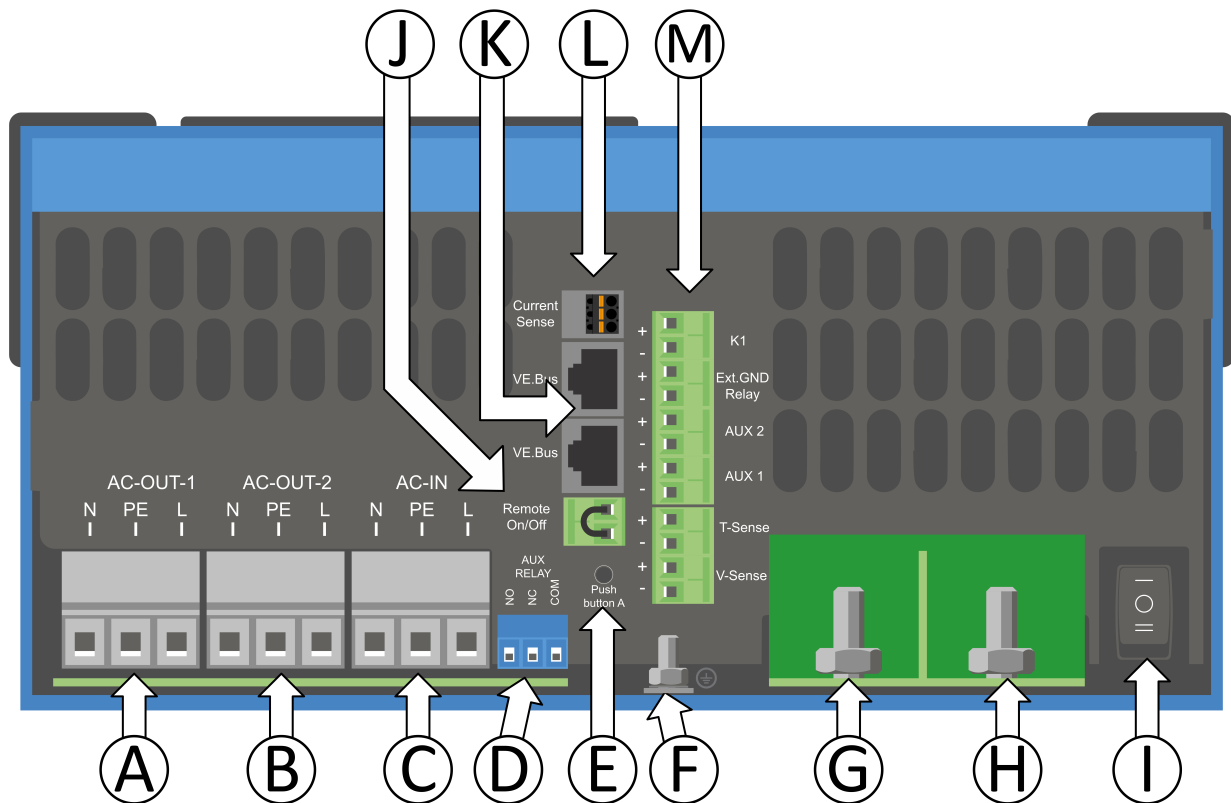 J K L M
Current
Sense
+
K1
-
VE.Bus
+
Ext.GND
Relay
-
+
AUX 2
-
VE.Bus
+
AUX 1
-
AC-OUT-1 AC-OUT-2 AC-IN
N PE L N PE L N PE L
Remote
On/Off
+
T-Sense
-
AUX
RELAY
NO NC COM
Push
button A
+
V-Sense
-
I
O
II
A B C D E F G H I